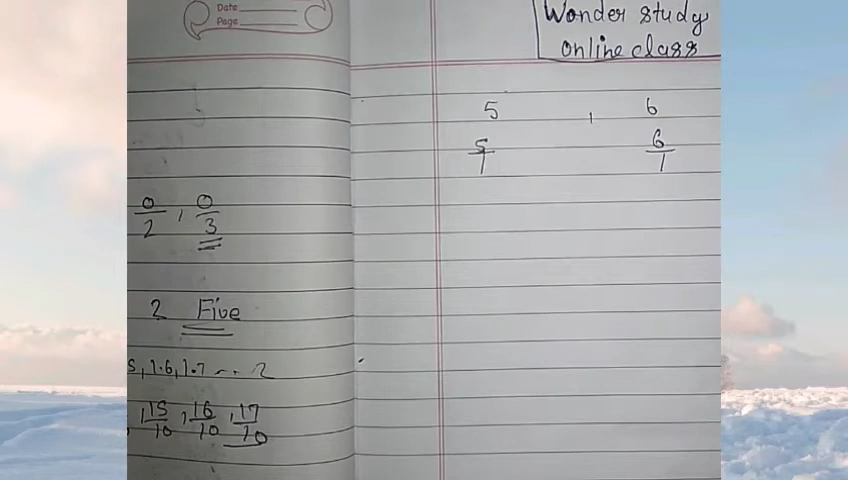 Date
Page
Wonder study
online class
5 , 6
5/1 6/1
0/2 , 0/3
2 Five
5, 1.6, 1.7 ... 2
, 15/10 , 16/10 , 17/10